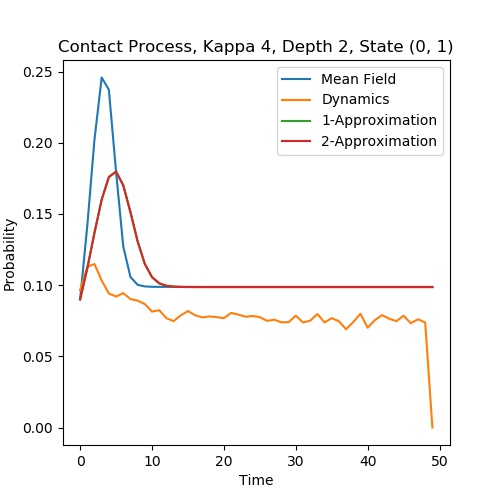 Contact Process, Kappa 4, Depth 2, State (0, 1)
0.25
0.20
0.15
0.10
0.05
0.00
Probability
Mean Field
Dynamics
1-Approximation
2-Approximation
0 10 20 30 40 50
Time